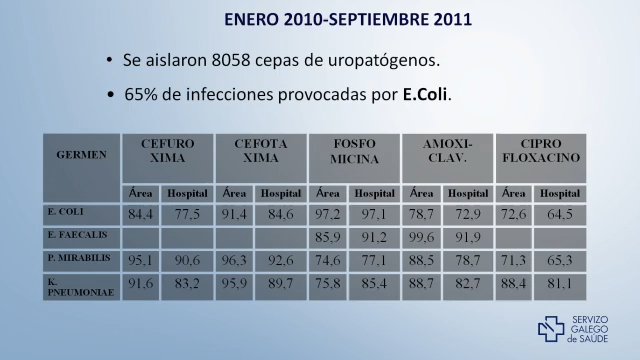 ENERO 2010-SEPTIEMBRE 2011
• Se aislaron 8058 cepas de uropatógenos.
• 65% de infecciones provocadas por E.Coli.
GERMEN CEFURO XIMA CEFOTA XIMA FOSFO MICINA AMOXI- CLAV. CIPRO FLOXACINO
Área Hospital Área Hospital Área Hospital Área Hospital Área Hospital
E. COLI 84,4 77,5 91,4 84,6 97,2 97,1 78,7 72,9 72,6 64,5
E. FAECALIS 85,9 91,2 99,6 91,9
P. MIRABILIS 95,1 90,6 96,3 92,6 74,6 77,1 88,5 78,7 71,3 65,3
K. PNEUMONIAE 91,6 83,2 95,9 89,7 75,8 85,4 88,7 82,7 88,4 81,1
SERVIZO
GALEGO
de SAÚDE